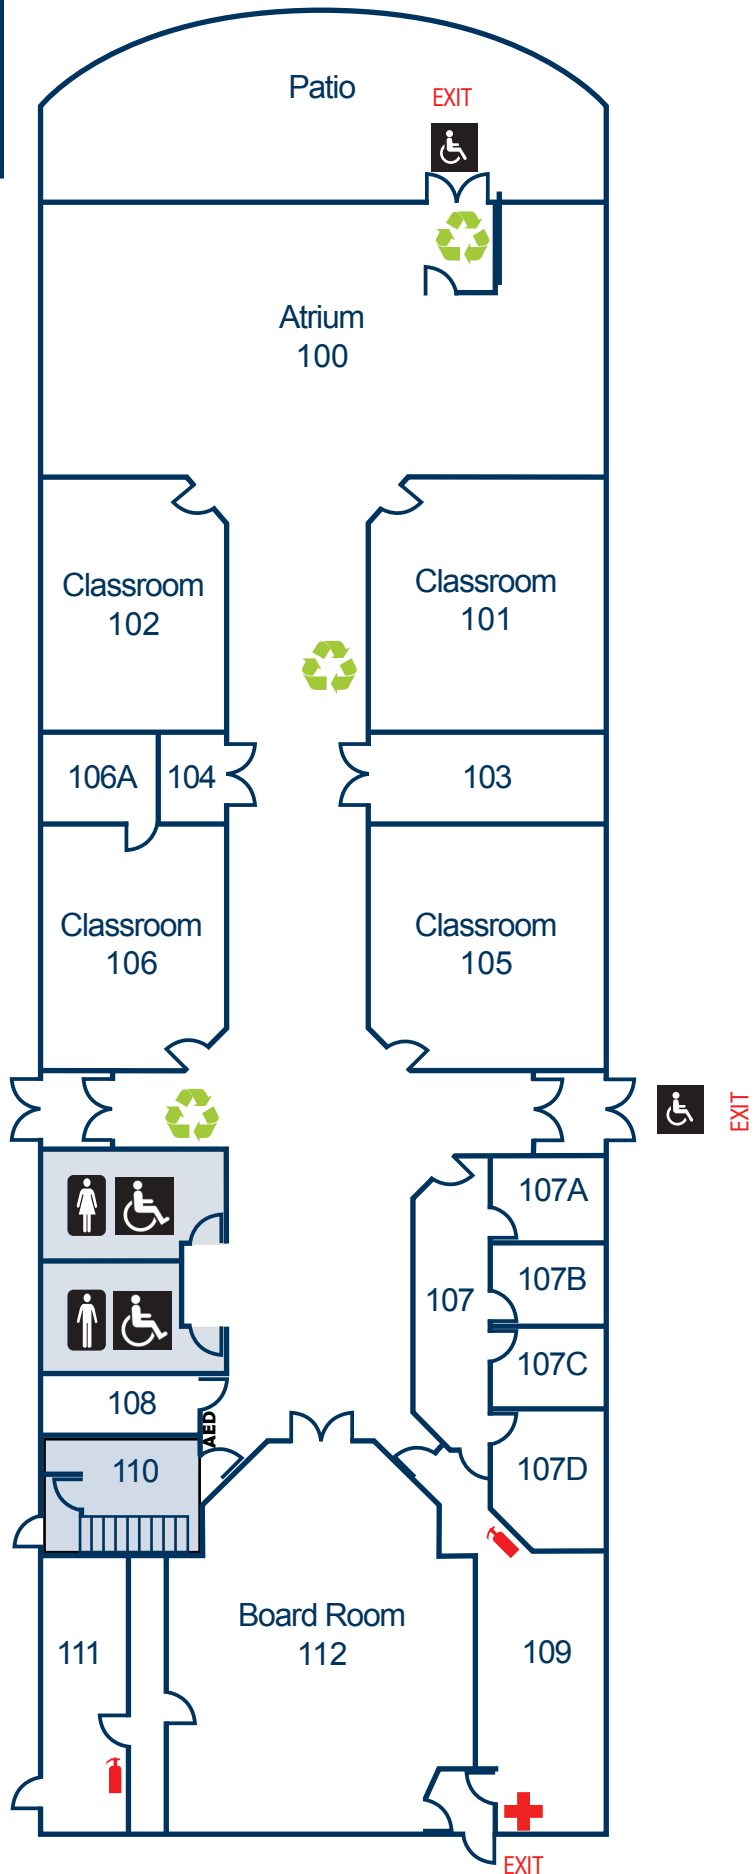 Patio
EXIT
Atrium
100
Classroom
102
Classroom
101
106A
104
103
Classroom
106
Classroom
105
EXIT
107A
107B
107
107C
108
AED
110
107D
Board Room
112
111
109
EXIT